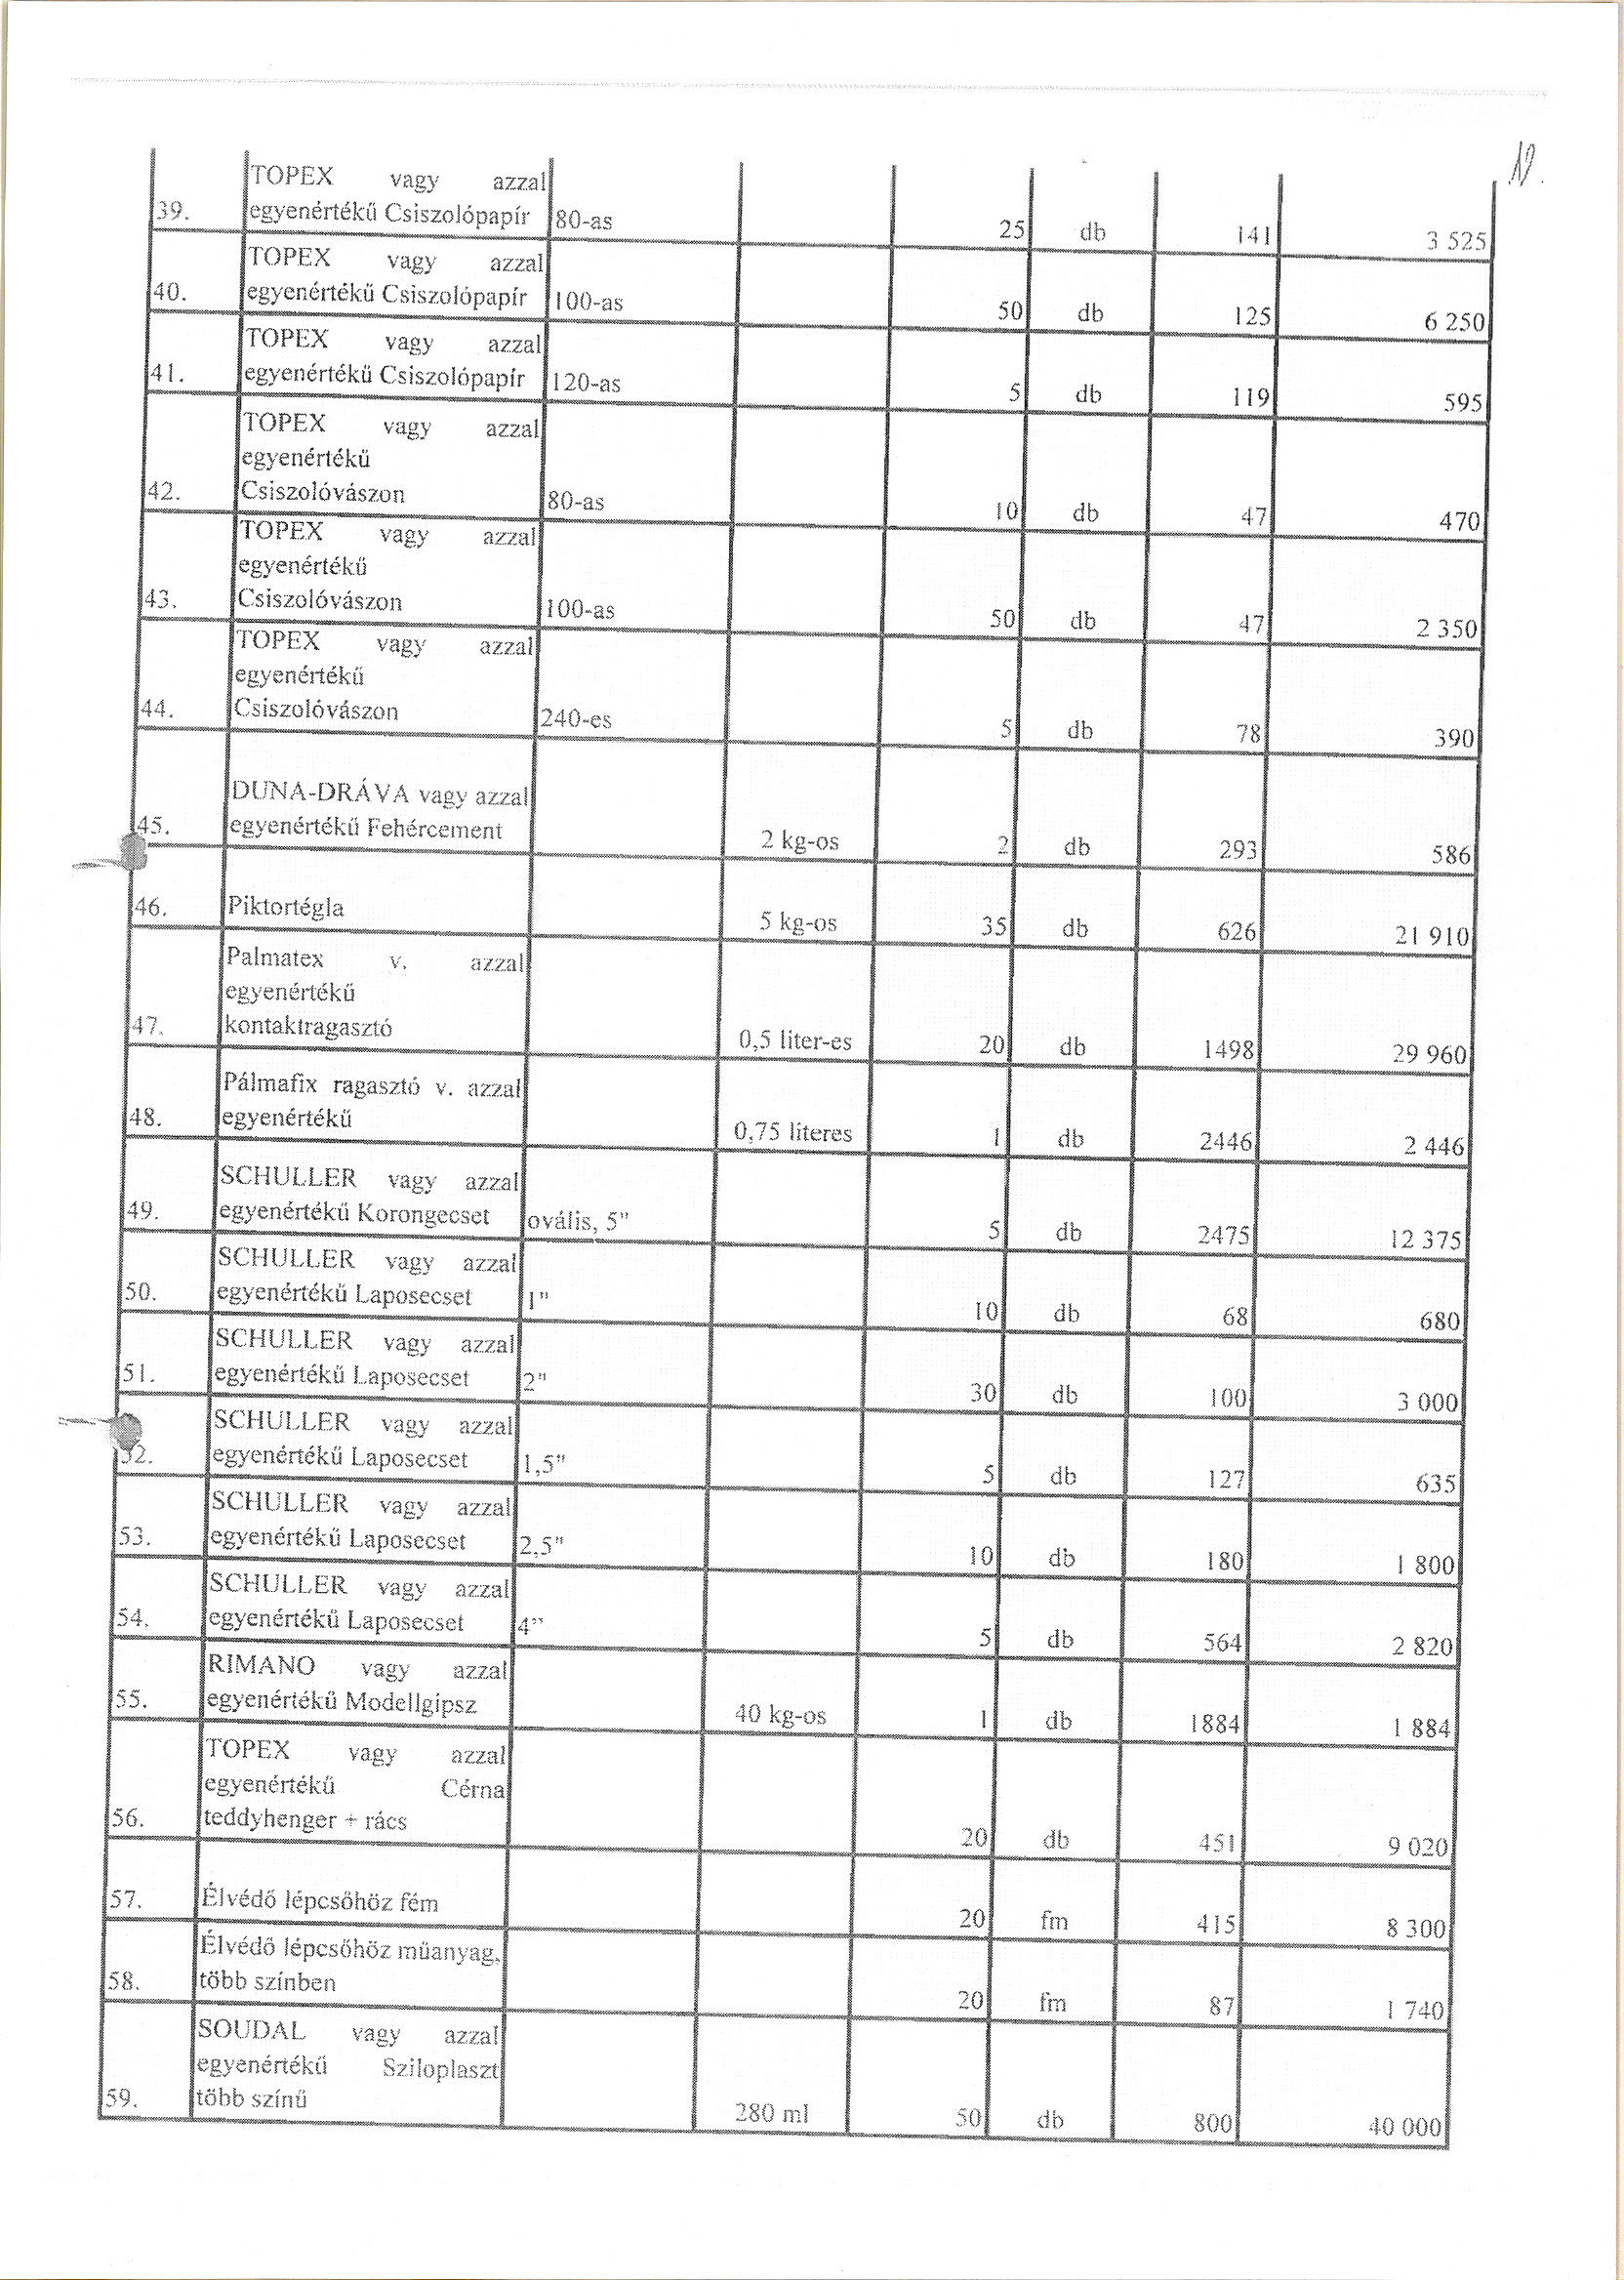 12.
TOPEX vagy azzal
39. egyenértékű Csiszolópapír 80-as 25 db 141 3 525
TOPEX vagy azzal
40. egyenértékű Csiszolópapír 100-as 50 db 125 6 250
TOPEX vagy azzal
41. egyenértékű Csiszolópapír 120-as 5 db 119 595
TOPEX vagy azzal
egyenértékű
42. Csiszolóvászon 80-as 10 db 47 470
TOPEX vagy azzal
egyenértékű
43. Csiszolóvászon 100-as 50 db 47 2 350
TOPEX vagy azzal
egyenértékű
44. Csiszolóvászon 240-es 5 db 78 390
DUNA-DRÁVA vagy azzal
45. egyenértékű Fehércement 2 kg-os 2 db 293 586
46. Piktortégla 5 kg-os 35 db 626 21 910
Palmatex v. azzal
egyenértékű
47. kontaktragasztó 0,5 liter-es 20 db 1498 29 960
Pálmafix ragasztó v. azzal
48. egyenértékű 0,75 literes 1 db 2446 2 446
SCHULLER vagy azzal
49. egyenértékű Korongecset ovális, 5" 5 db 2475 12 375
SCHULLER vagy azzal
50. egyenértékű Laposecset 1" 10 db 68 680
SCHULLER vagy azzal
51. egyenértékű Laposecset 2" 30 db 100 3 000
SCHULLER vagy azzal
52. egyenértékű Laposecset 1,5" 5 db 127 635
SCHULLER vagy azzal
53. egyenértékű Laposecset 2,5" 10 db 180 1 800
SCHULLER vagy azzal
54. egyenértékű Laposecset 4" 5 db 564 2 820
RIMANO vagy azzal
55. egyenértékű Modellgipsz 40 kg-os 1 db 1884 1 884
TOPEX vagy azzal
egyenértékű Cérna
56. teddyhenger + rács 20 db 451 9 020
57. Élvédő lépcsőhöz fém 20 fm 415 8 300
Élvédő lépcsőhöz műanyag,
58. több színben 20 fm 87 1 740
SOUDAL vagy azzal
egyenértékű Sziloplaszt
59. több színű 280 ml 50 db 800 40 000